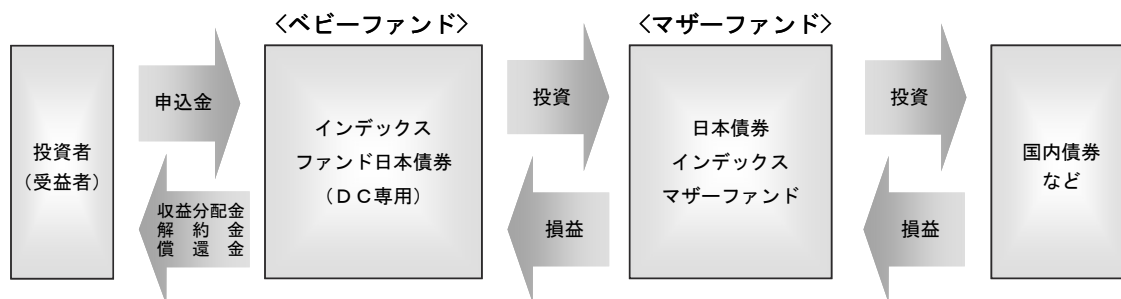 〈ベビーファンド〉
〈マザーファンド〉
投資者
（受益者）
申込金
収益分配金
解約金
償還金
インデックス
ファンド日本債券
（ＤＣ専用）
投資
損益
日本債券
インデックス
マザーファンド
投資
損益
国内債券
など